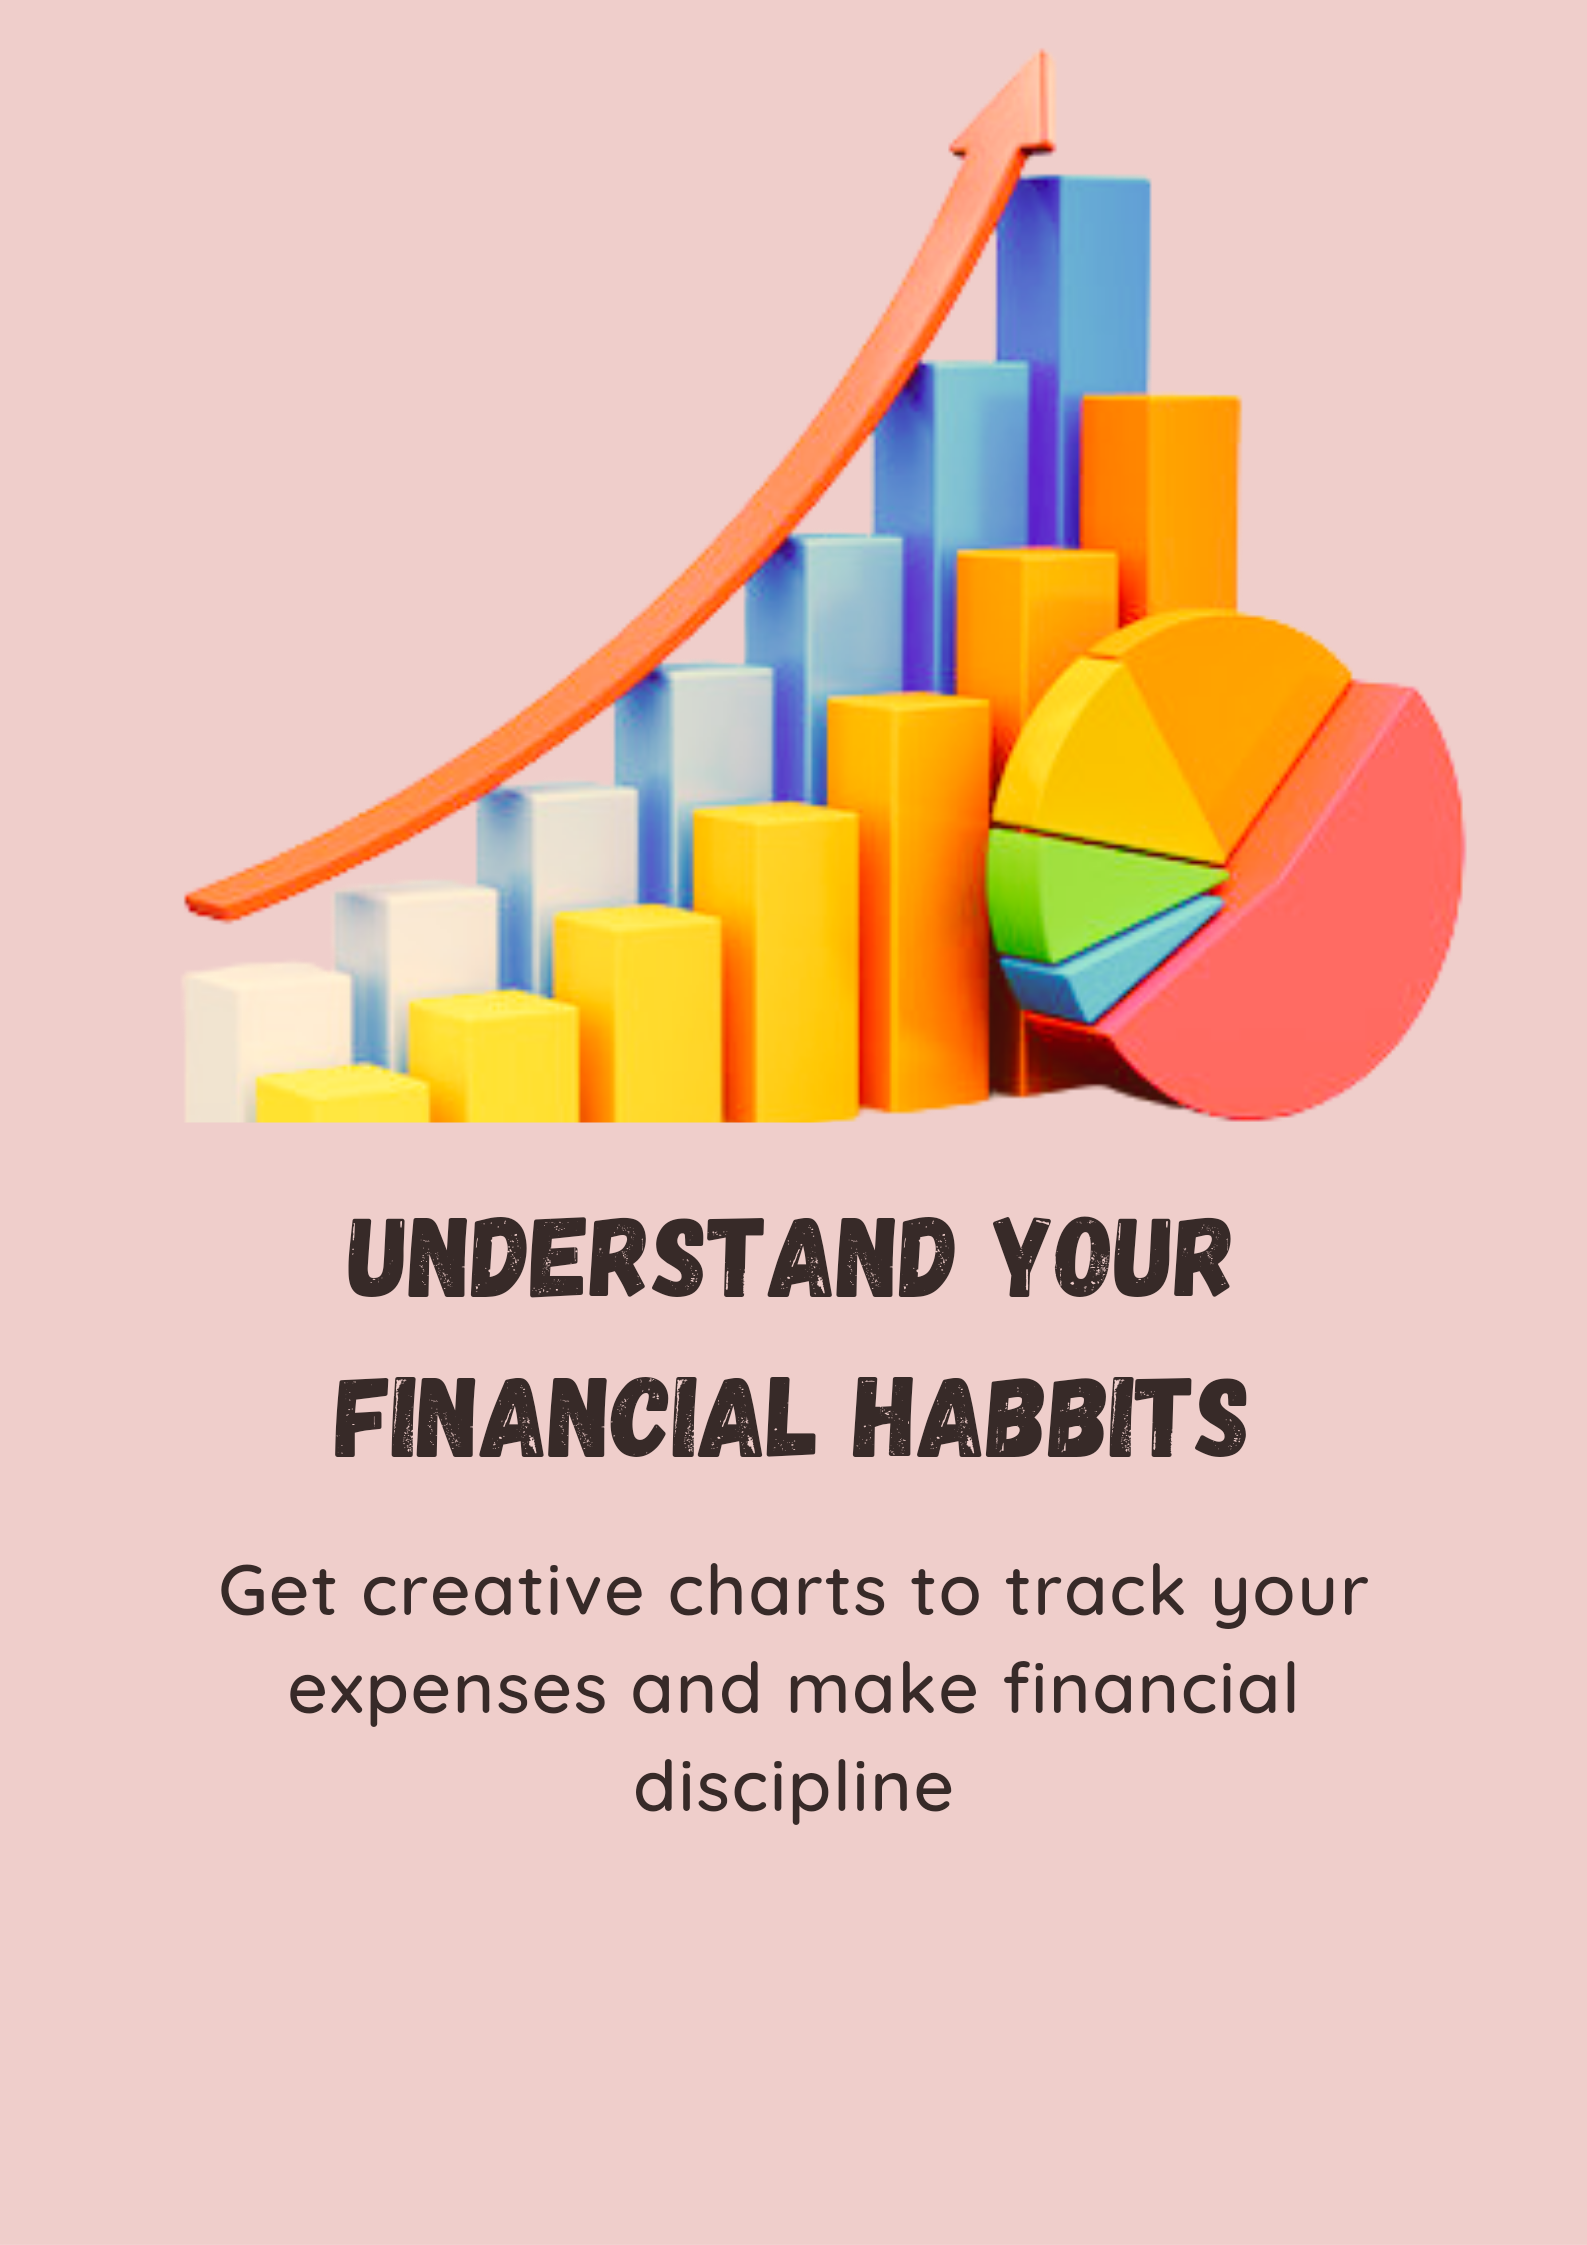 UNDERSTAND YOUR
FINANCIAL HABBITS
Get creative charts to track your
expenses and make financial
discipline